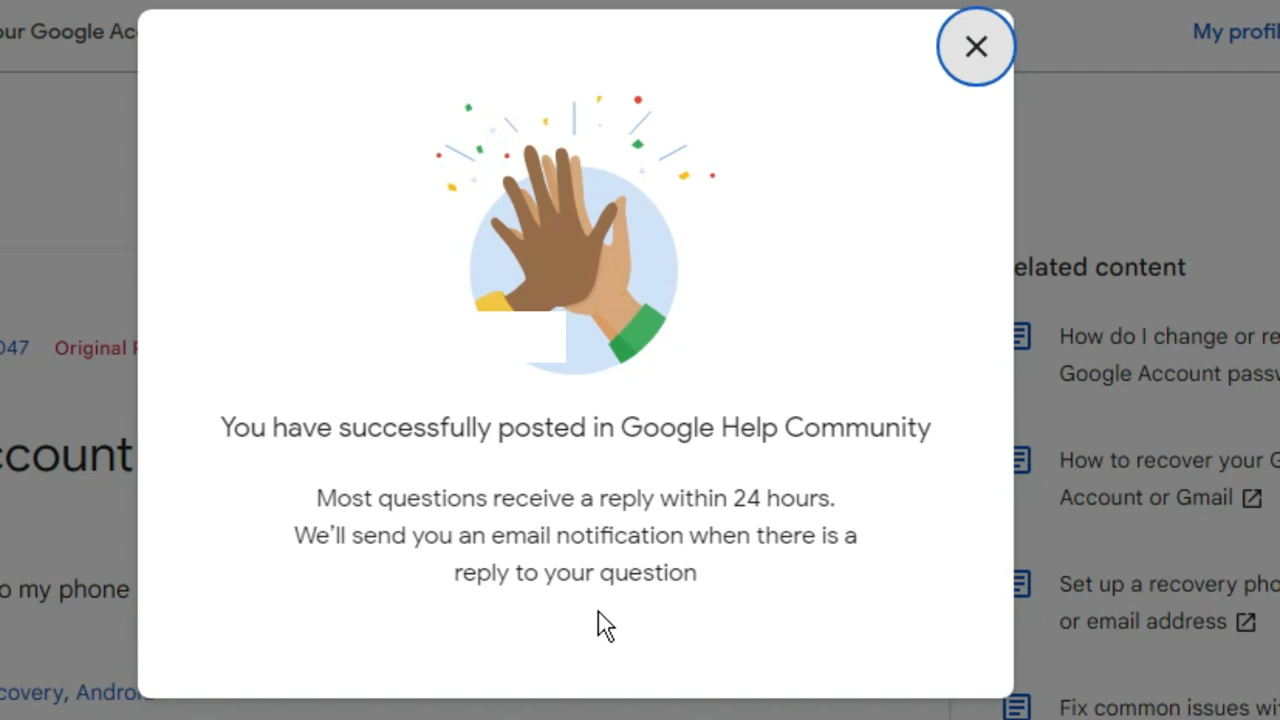 our Google Ac
My profil
You have successfully posted in Google Help Community
Most questions receive a reply within 24 hours.
We'll send you an email notification when there is a
reply to your question
047 Original
ccount
o my phone
covery, Andro
elated content
How do I change or re
Google Account passw
How to recover your G
Account or Gmail
Set up a recovery pho
or email address
Fix common issues wi